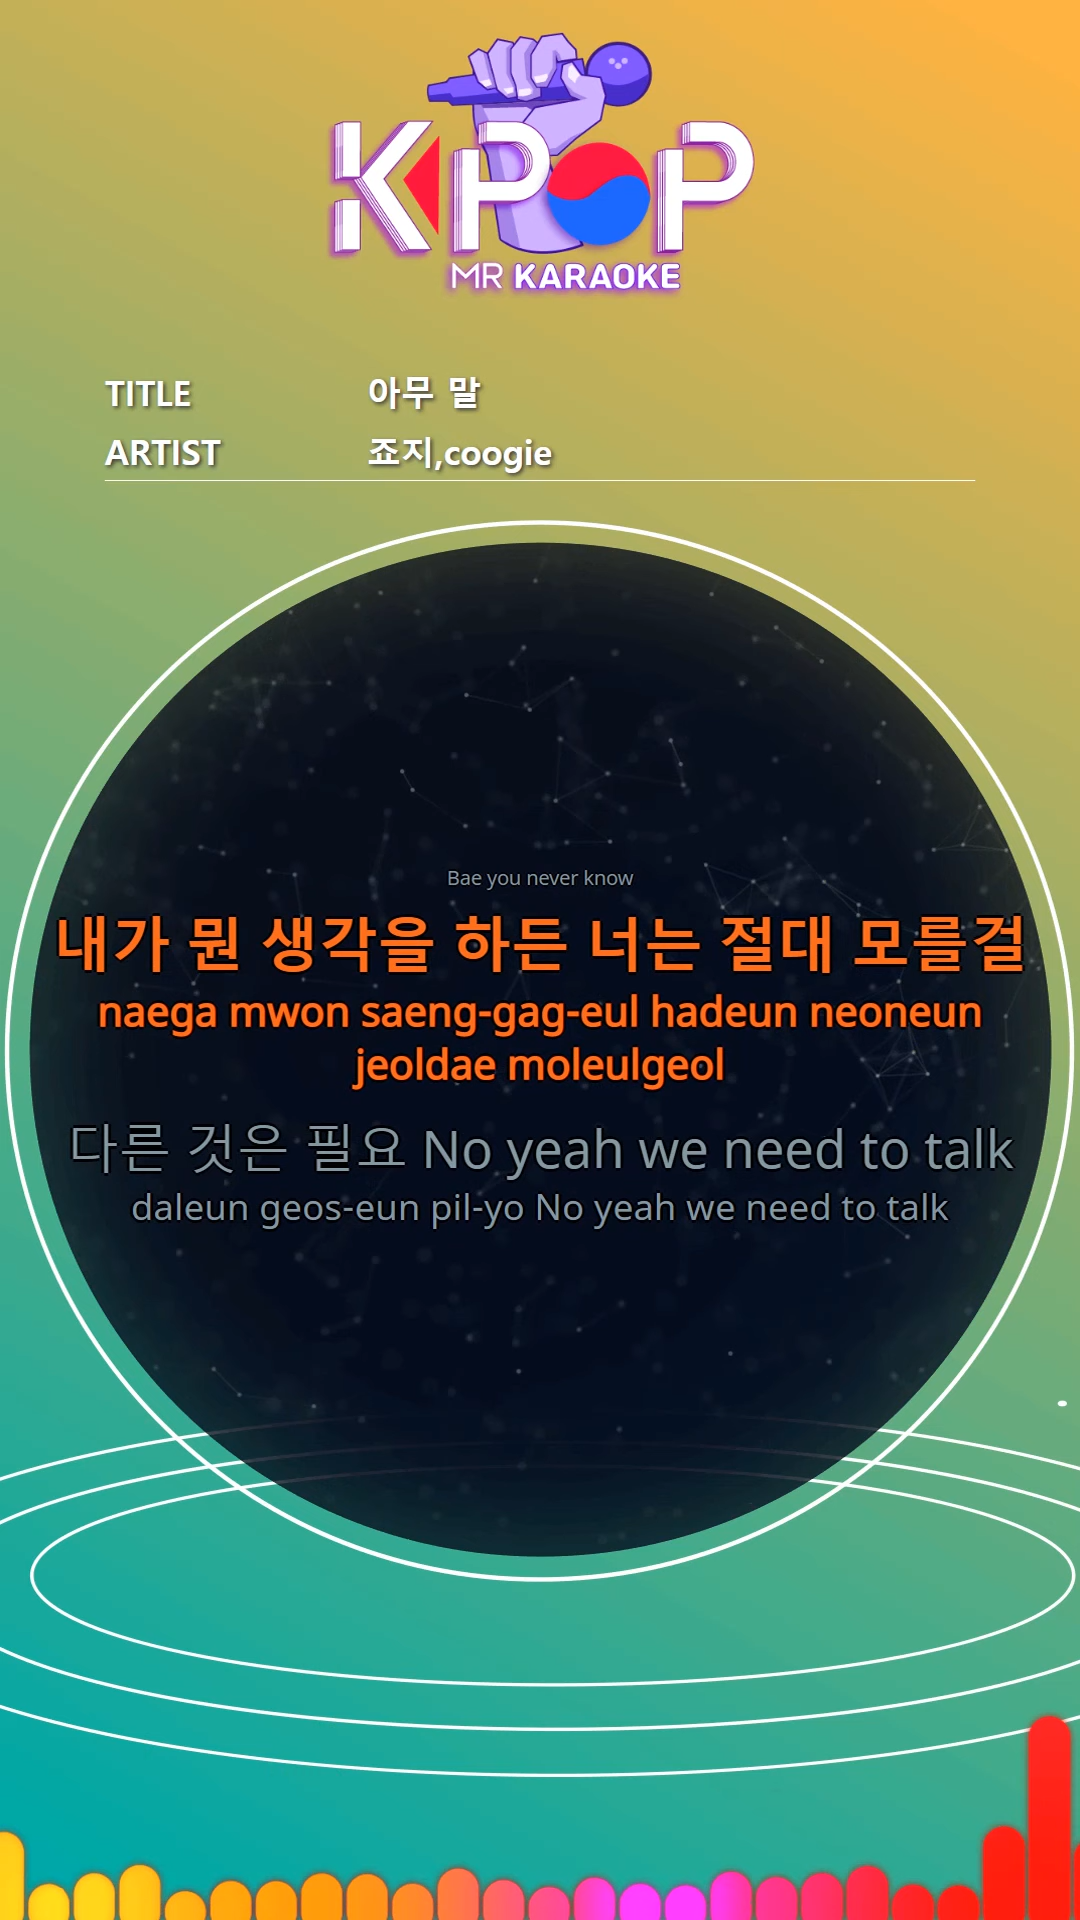 KPOP
MR KARAOKE
TITLE 아무 말
ARTIST 죠지,coogie
Bae you never know
내가 뭔 생각을 하든 너는 절대 모를걸
naega mwon saeng-gag-eul hadeun neoneun
jeoldae moleulgeol
다른 것은 필요 No yeah we need to talk
daleun geos-eun pil-yo No yeah we need to talk